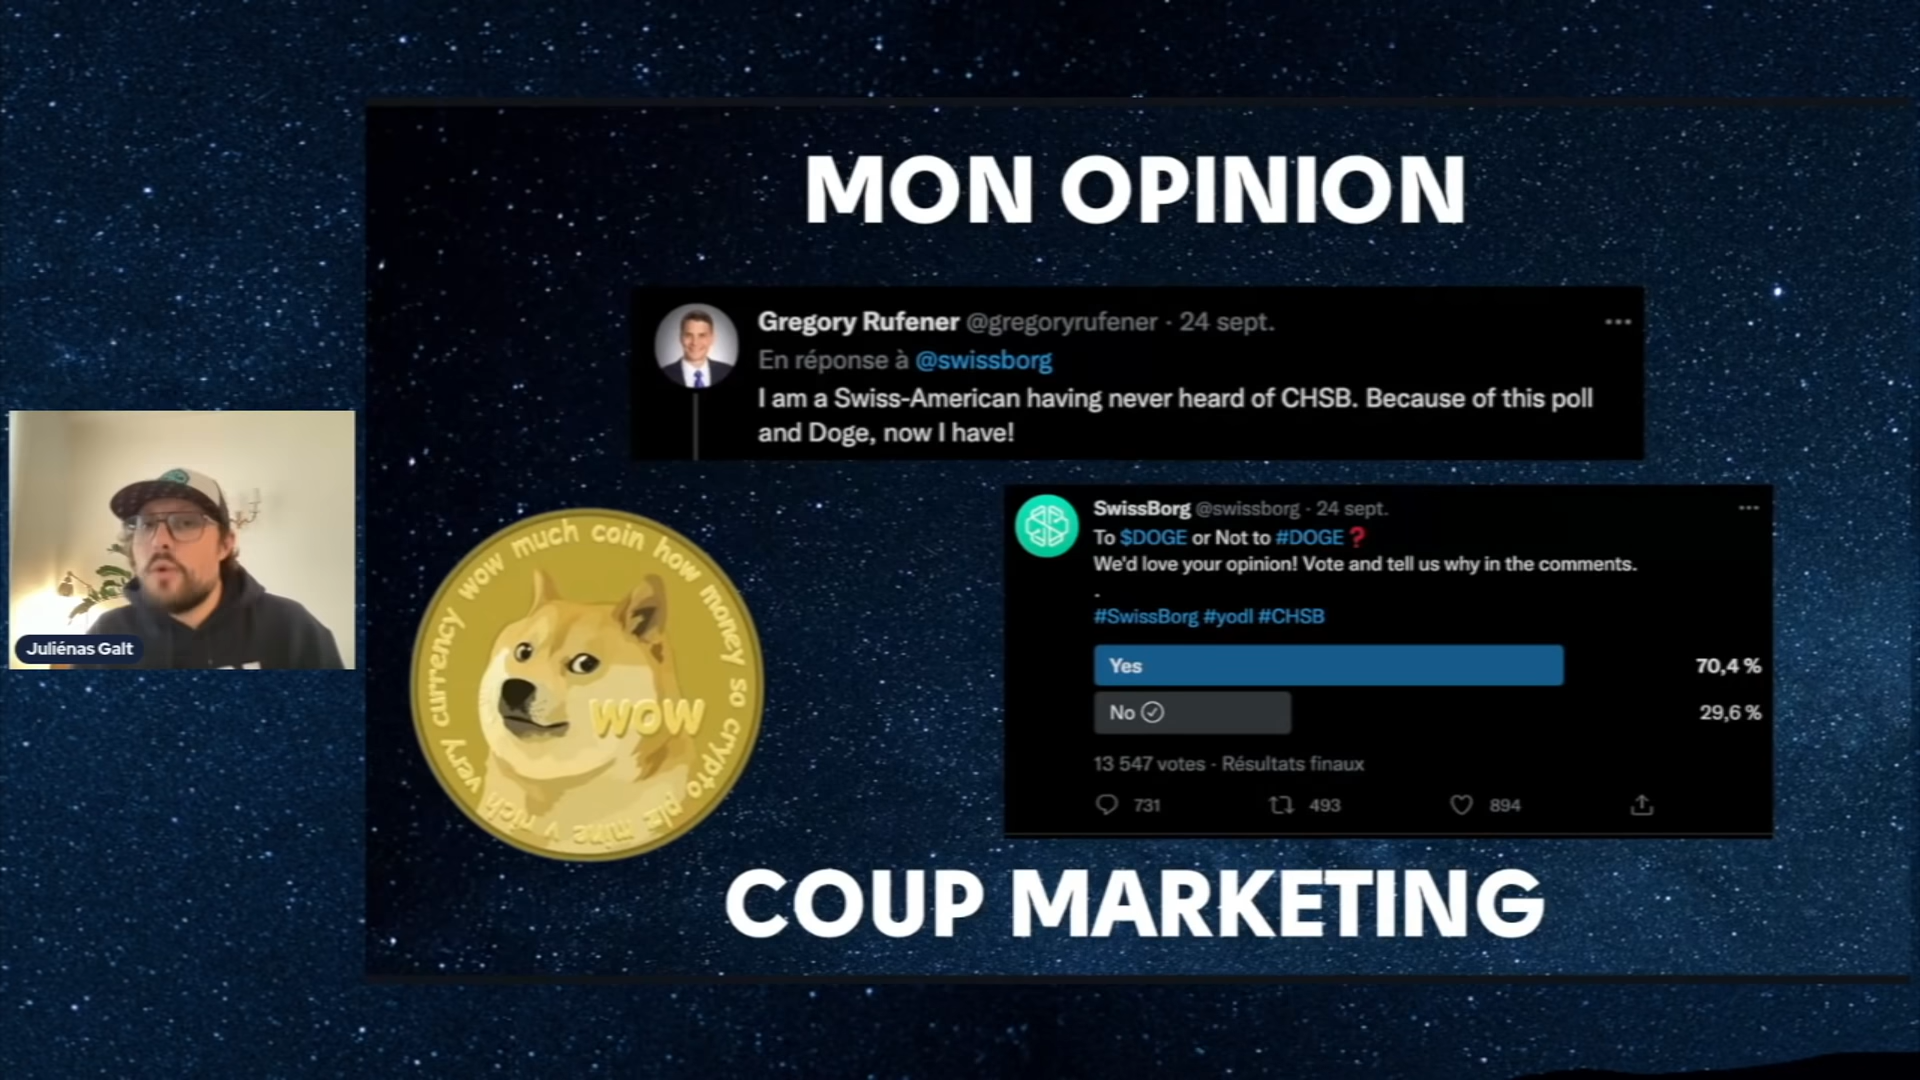 MON OPINION
Gregory Rufener @gregoryrufener · 24 sept.
En réponse à @swissborg
I am a Swiss-American having never heard of CHSB. Because of this poll
and Doge, now I have!
Juliénas Galt
very currency wow much coin how money so crypto plz mine v rich
wow
SwissBorg @swissborg · 24 sept.
To $DOGE or Not to #DOGE ❓
We'd love your opinion! Vote and tell us why in the comments.
.
#SwissBorg #yodl #CHSB
Yes 70,4 %
No 29,6 %
13 547 votes · Résultats finaux
731 493 894
COUP MARKETING